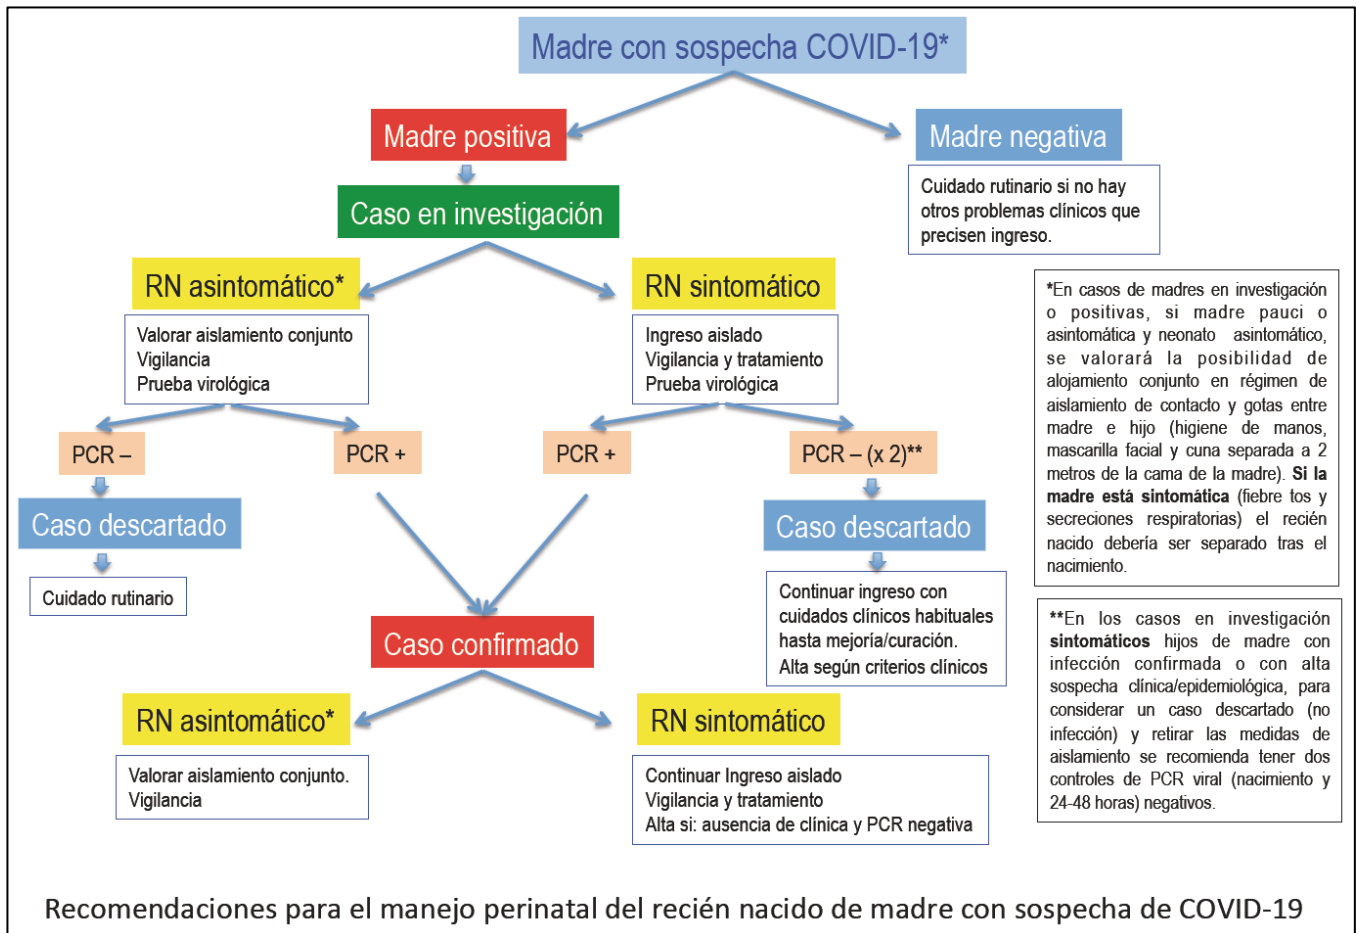 Madre con sospecha COVID-19*
Madre positiva
Madre negativa
Cuidado rutinario si no hay
otros problemas clínicos que
precisen ingreso.
Caso en investigación
RN asintomático*
RN sintomático
Valorar aislamiento conjunto
Vigilancia
Prueba virológica
Ingreso aislado
Vigilancia y tratamiento
Prueba virológica
PCR –
PCR +
PCR +
PCR – (x 2)**
Caso descartado
Caso descartado
Cuidado rutinario
Continuar ingreso con
cuidados clínicos habituales
hasta mejoría/curación.
Alta según criterios clínicos
Caso confirmado
RN asintomático*
RN sintomático
Valorar aislamiento conjunto.
Vigilancia
Continuar Ingreso aislado
Vigilancia y tratamiento
Alta si: ausencia de clínica y PCR negativa
*En casos de madres en investigación
o positivas, si madre pauci o
asintomática y neonato asintomático,
se valorará la posibilidad de
alojamiento conjunto en régimen de
aislamiento de contacto y gotas entre
madre e hijo (higiene de manos,
mascarilla facial y cuna separada a 2
metros de la cama de la madre). Si la
madre está sintomática (fiebre tos y
secreciones respiratorias) el recién
nacido debería ser separado tras el
nacimiento.
**En los casos en investigación
sintomáticos hijos de madre con
infección confirmada o con alta
sospecha clínica/epidemiológica, para
considerar un caso descartado (no
infección) y retirar las medidas de
aislamiento se recomienda tener dos
controles de PCR viral (nacimiento y
24-48 horas) negativos.
Recomendaciones para el manejo perinatal del recién nacido de madre con sospecha de COVID-19